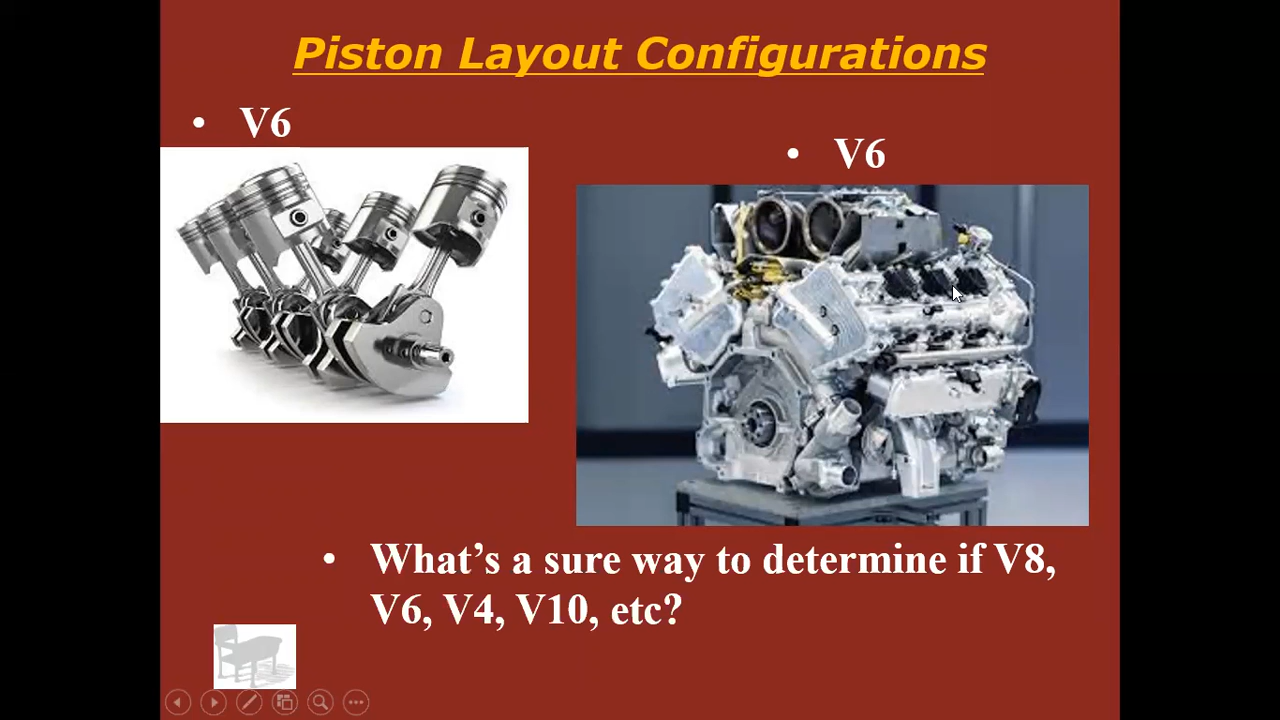 Piston Layout Configurations
• V6
• V6
• What’s a sure way to determine if V8,
V6, V4, V10, etc?